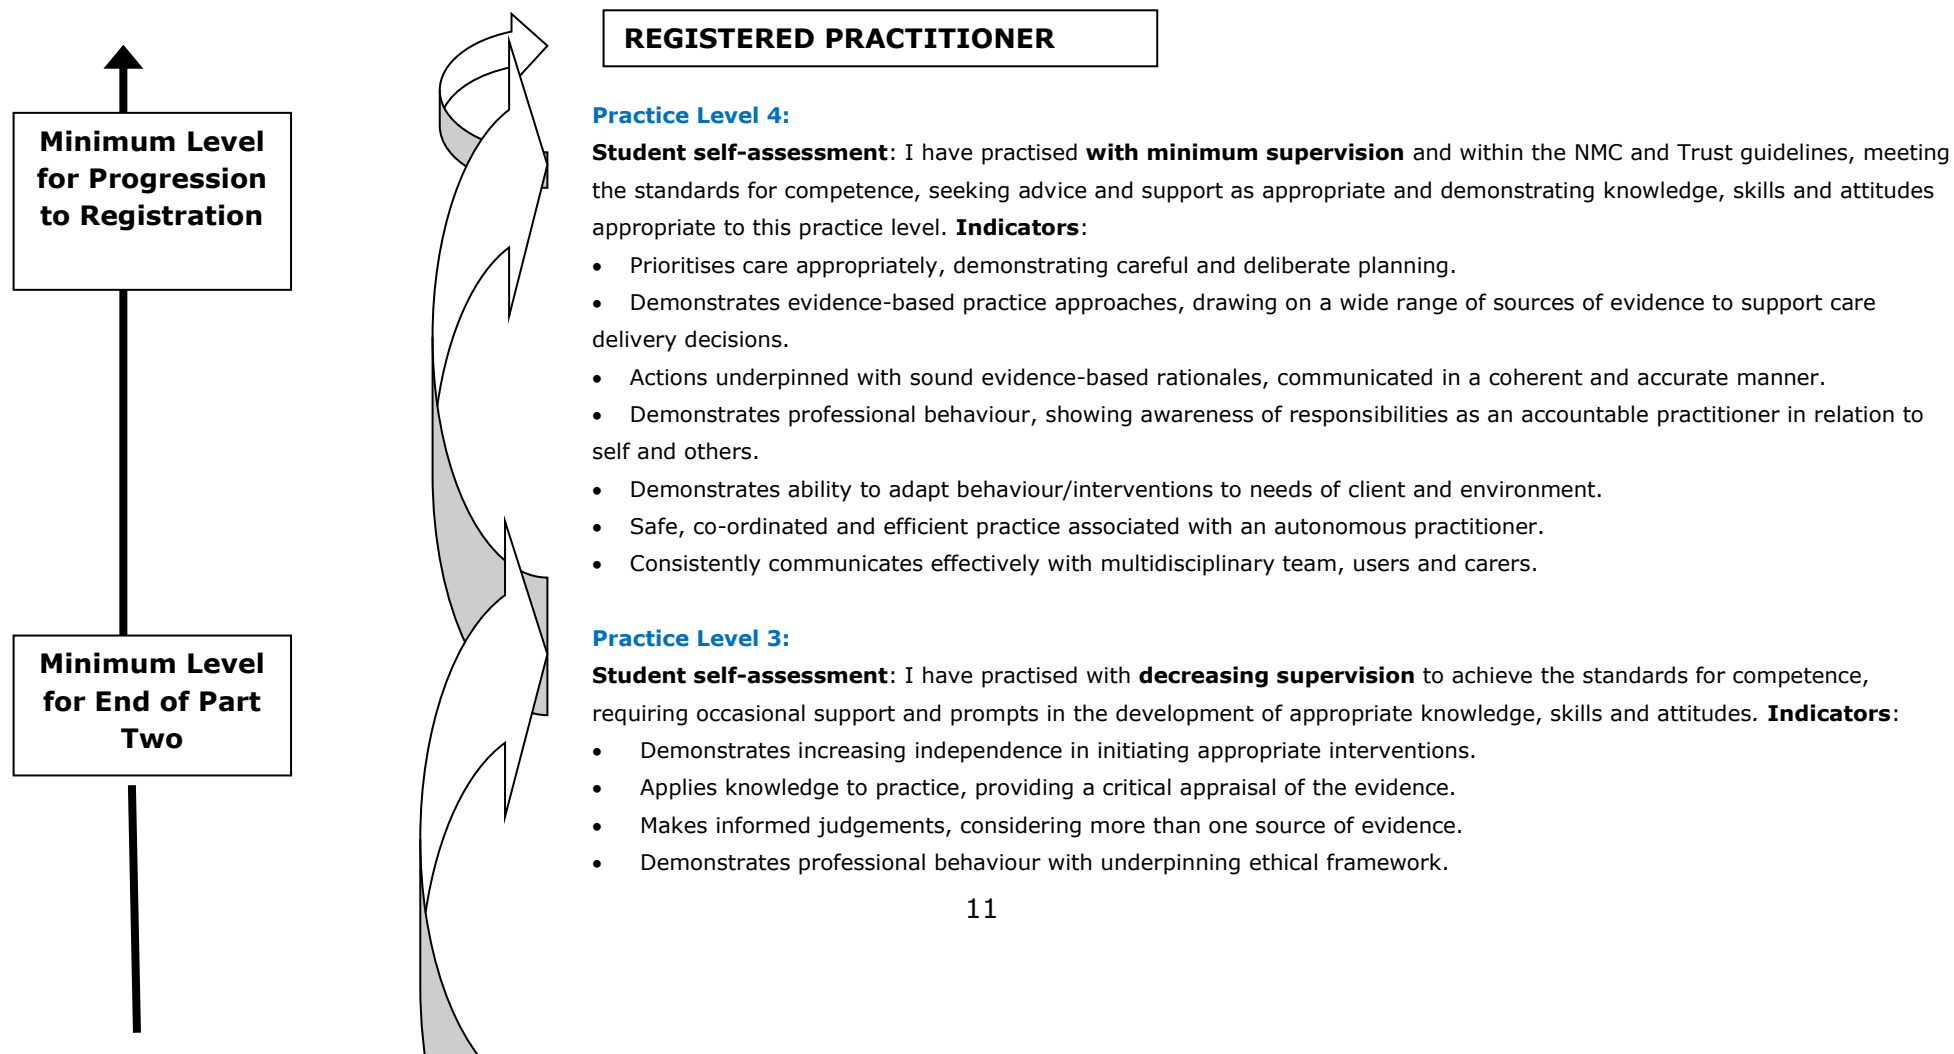 REGISTERED PRACTITIONER
Minimum Level
for Progression
to Registration
Practice Level 4:
Student self-assessment: I have practised with minimum supervision and within the NMC and Trust guidelines, meeting
the standards for competence, seeking advice and support as appropriate and demonstrating knowledge, skills and attitudes
appropriate to this practice level. Indicators:
• Prioritises care appropriately, demonstrating careful and deliberate planning.
• Demonstrates evidence-based practice approaches, drawing on a wide range of sources of evidence to support care
delivery decisions.
• Actions underpinned with sound evidence-based rationales, communicated in a coherent and accurate manner.
• Demonstrates professional behaviour, showing awareness of responsibilities as an accountable practitioner in relation to
self and others.
• Demonstrates ability to adapt behaviour/interventions to needs of client and environment.
• Safe, co-ordinated and efficient practice associated with an autonomous practitioner.
• Consistently communicates effectively with multidisciplinary team, users and carers.
Minimum Level
for End of Part
Two
Practice Level 3:
Student self-assessment: I have practised with decreasing supervision to achieve the standards for competence,
requiring occasional support and prompts in the development of appropriate knowledge, skills and attitudes. Indicators:
• Demonstrates increasing independence in initiating appropriate interventions.
• Applies knowledge to practice, providing a critical appraisal of the evidence.
• Makes informed judgements, considering more than one source of evidence.
• Demonstrates professional behaviour with underpinning ethical framework.
11